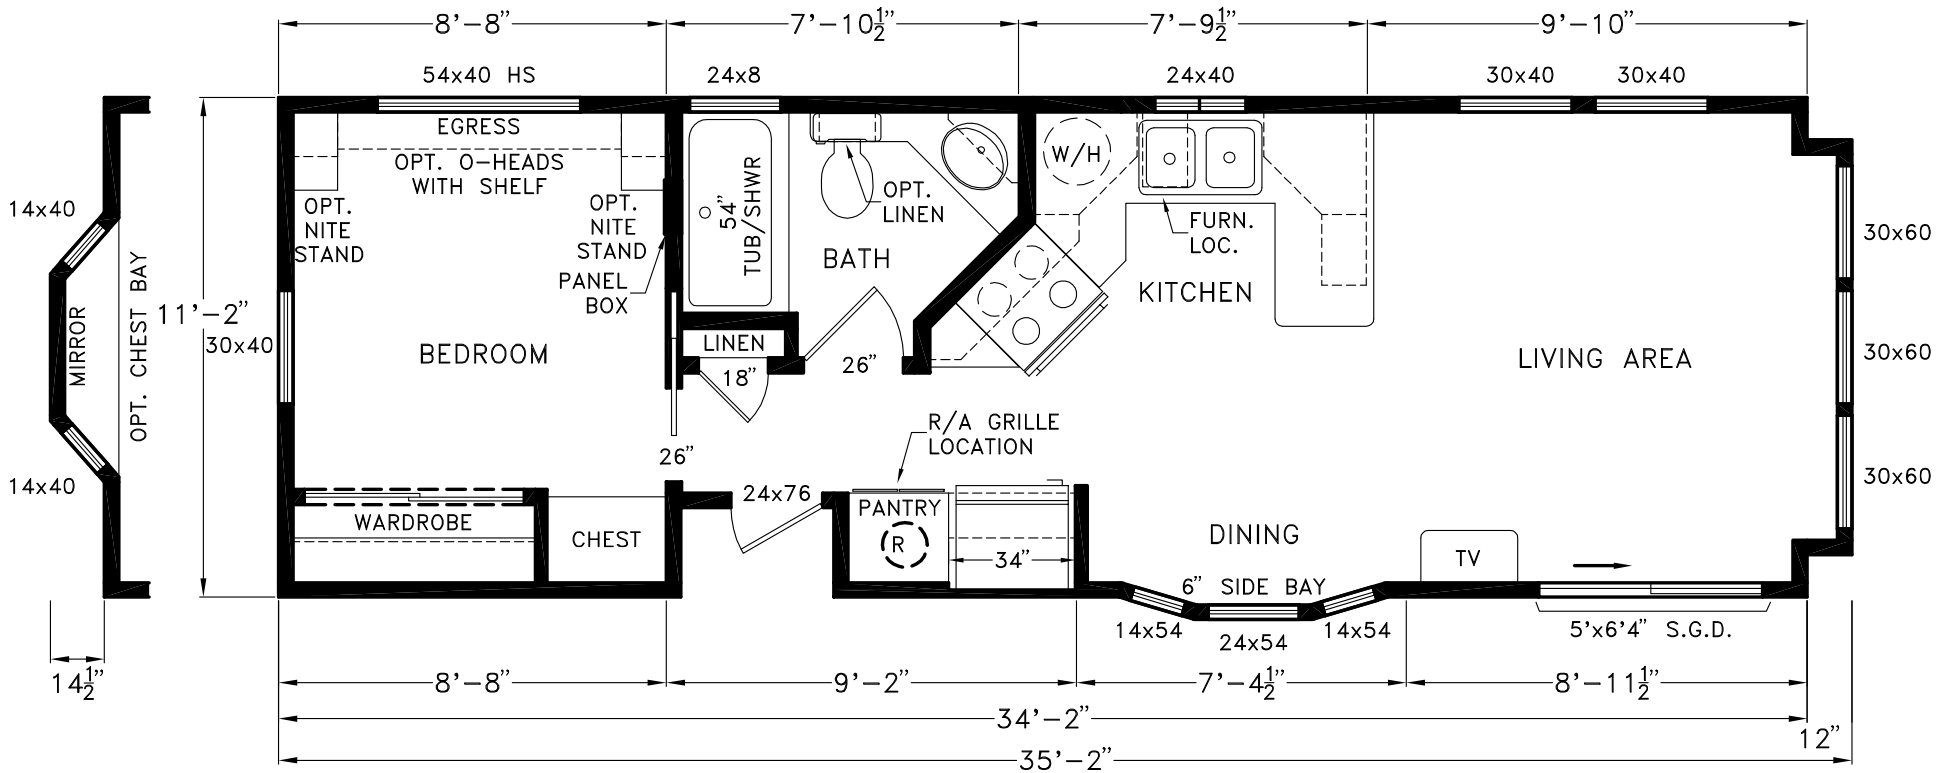 8'-8"
7'-10½"
7'-9½"
9'-10"
54x40 HS
24x8
24x40
30x40
30x40
EGRESS
OPT. O-HEADS
WITH SHELF
OPT.
NITE
STAND
OPT.
NITE
STAND
PANEL
BOX
54"
TUB/SHWR
OPT.
LINEN
BATH
W/H
FURN.
LOC.
KITCHEN
14x40
MIRROR
OPT. CHEST BAY
14x40
11'-2"
30x40
BEDROOM
LINEN
18"
26"
26"
LIVING AREA
30x60
30x60
30x60
R/A GRILLE
LOCATION
24x76
PANTRY
R
34"
WARDROBE
CHEST
DINING
TV
6" SIDE BAY
14x54
24x54
14x54
5'x6'4" S.G.D.
14½"
8'-8"
9'-2"
7'-4½"
8'-11½"
34'-2"
12"
35'-2"